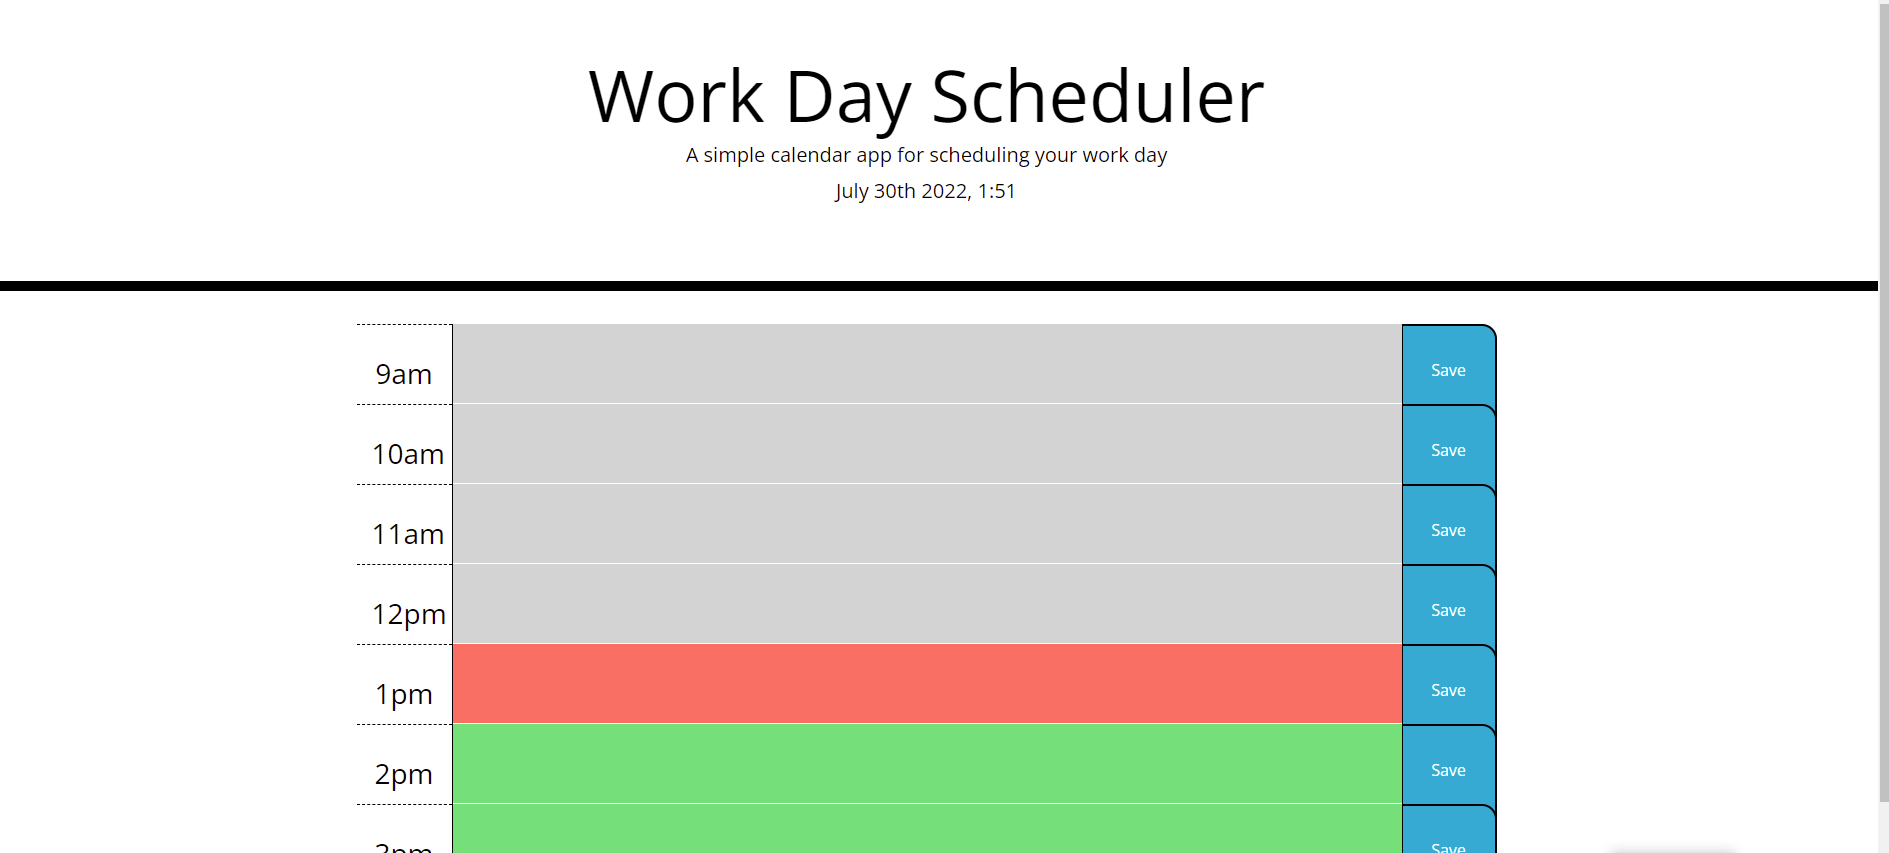 Work Day Scheduler
A simple calendar app for scheduling your work day
July 30th 2022, 1:51
9am Save
10am Save
11am Save
12pm Save
1pm Save
2pm Save
3pm Save